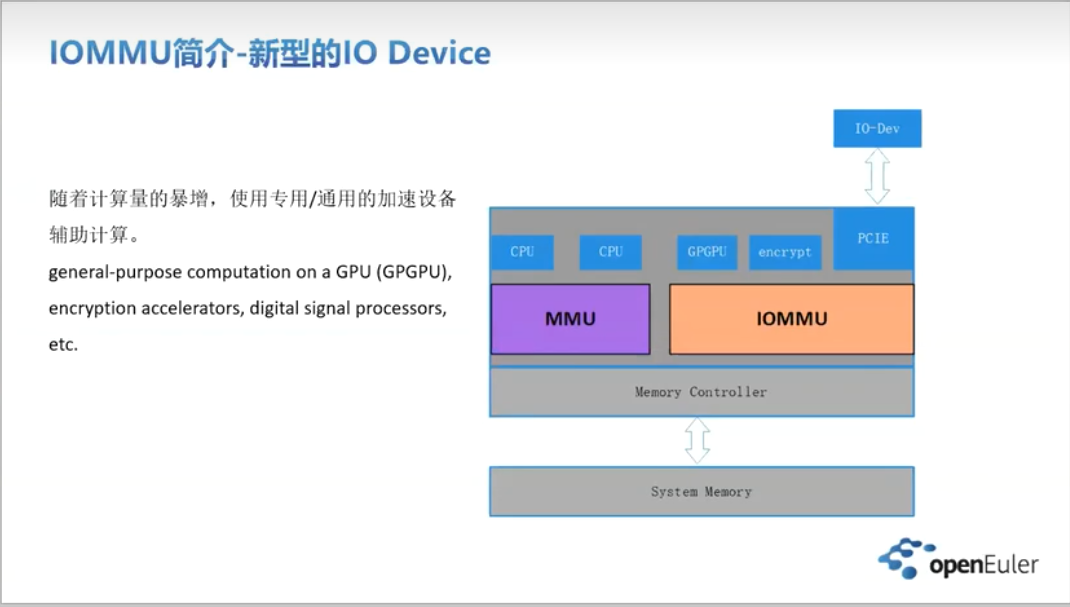 IOMMU简介-新型的IO Device
随着计算量的暴增，使用专用/通用的加速设备
辅助计算。
general-purpose computation on a GPU (GPGPU),
encryption accelerators, digital signal processors,
etc.
IO-Dev
PCIE
CPU
CPU
GPGPU
encrypt
MMU
IOMMU
Memory Controller
System Memory
openEuler